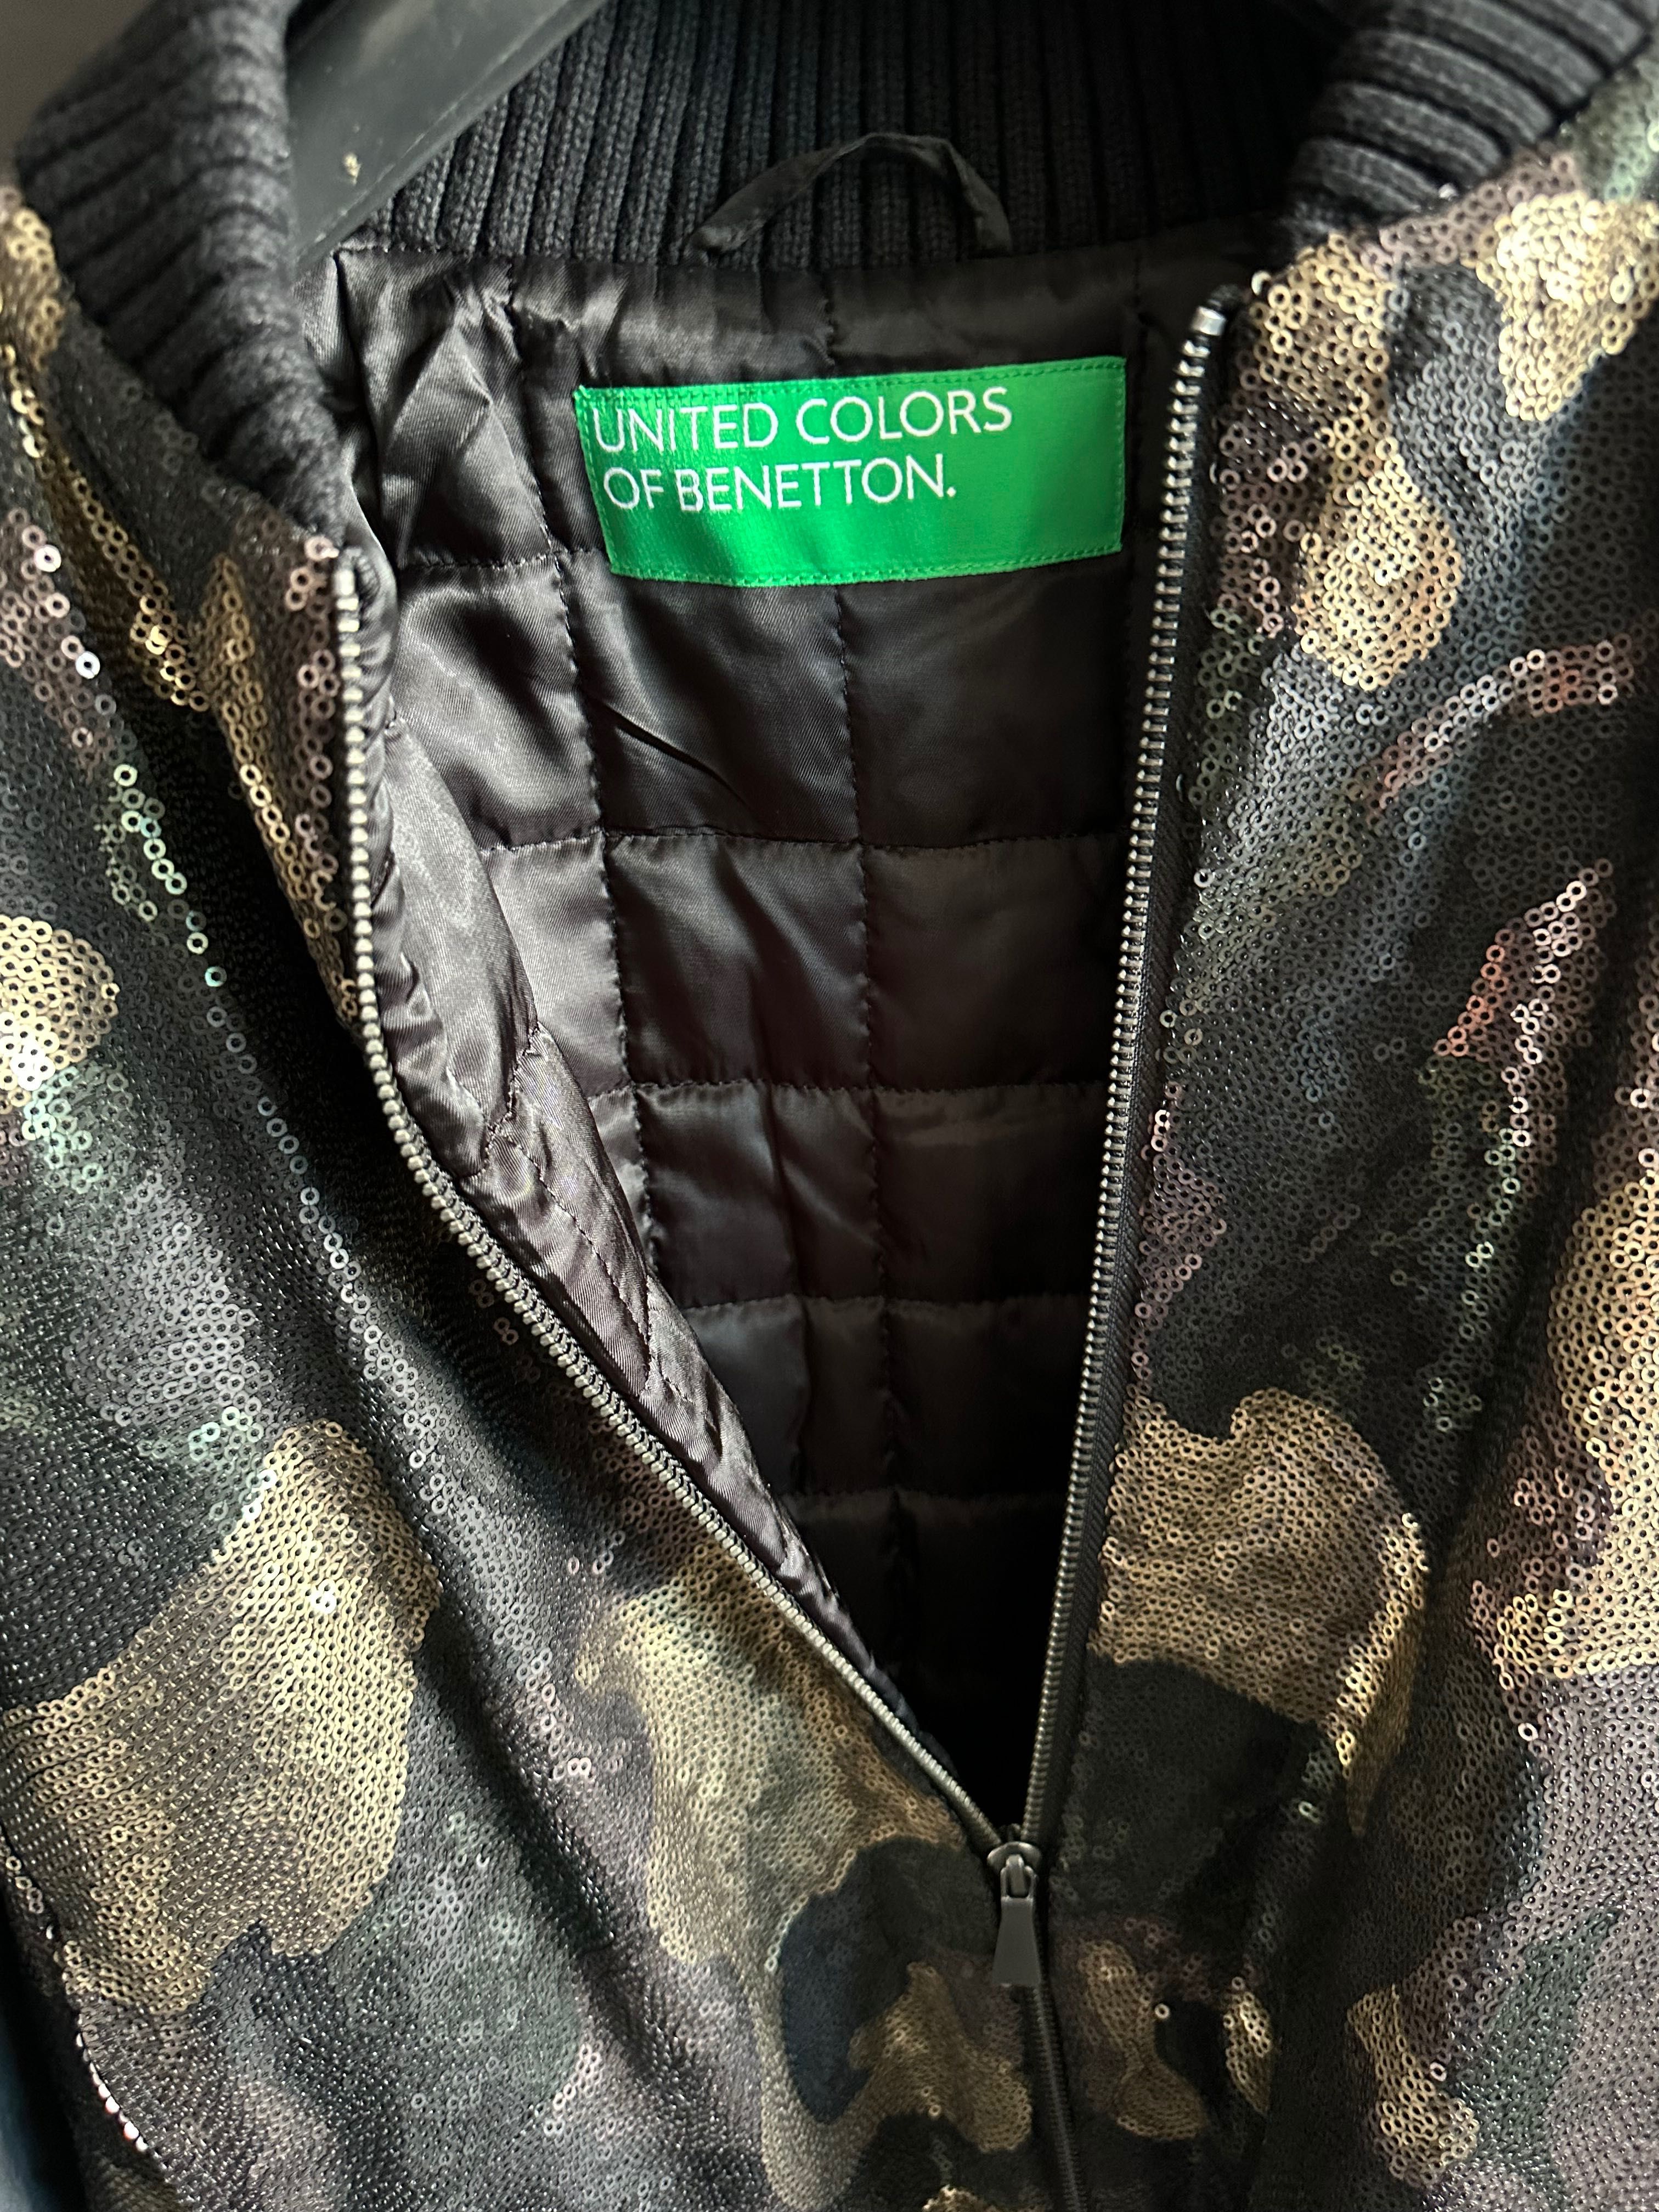 UNITED COLORS
OF BENETTON.